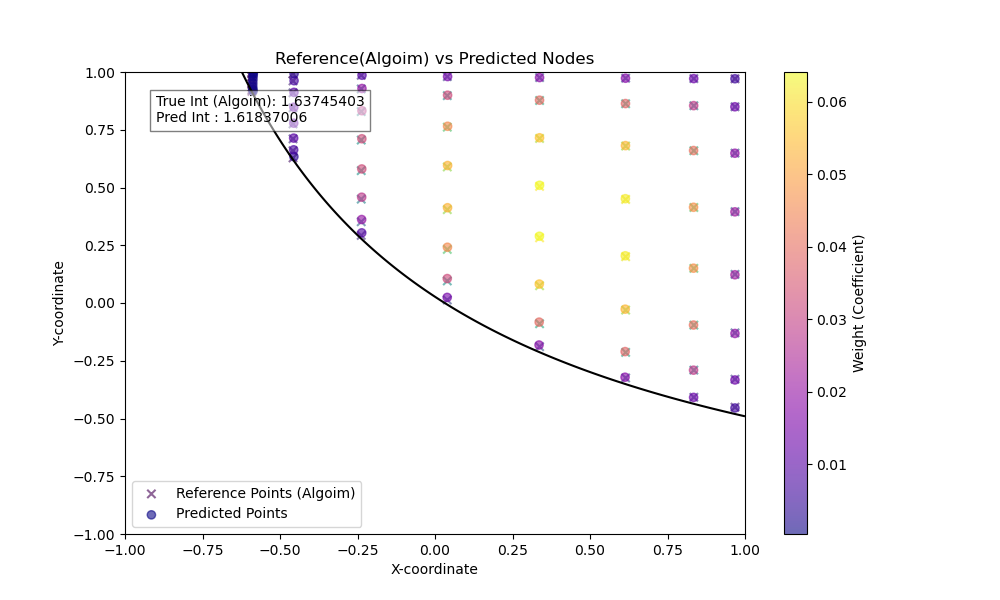 Reference(Algoim) vs Predicted Nodes
True Int (Algoim): 1.63745403
Pred Int : 1.61837006
1.00
0.75
0.50
0.25
0.00
−0.25
−0.50
−0.75
−1.00
Y-coordinate
Reference Points (Algoim)
Predicted Points
−1.00 −0.75 −0.50 −0.25 0.00 0.25 0.50 0.75 1.00
X-coordinate
0.06
0.05
0.04
0.03
0.02
0.01
Weight (Coefficient)